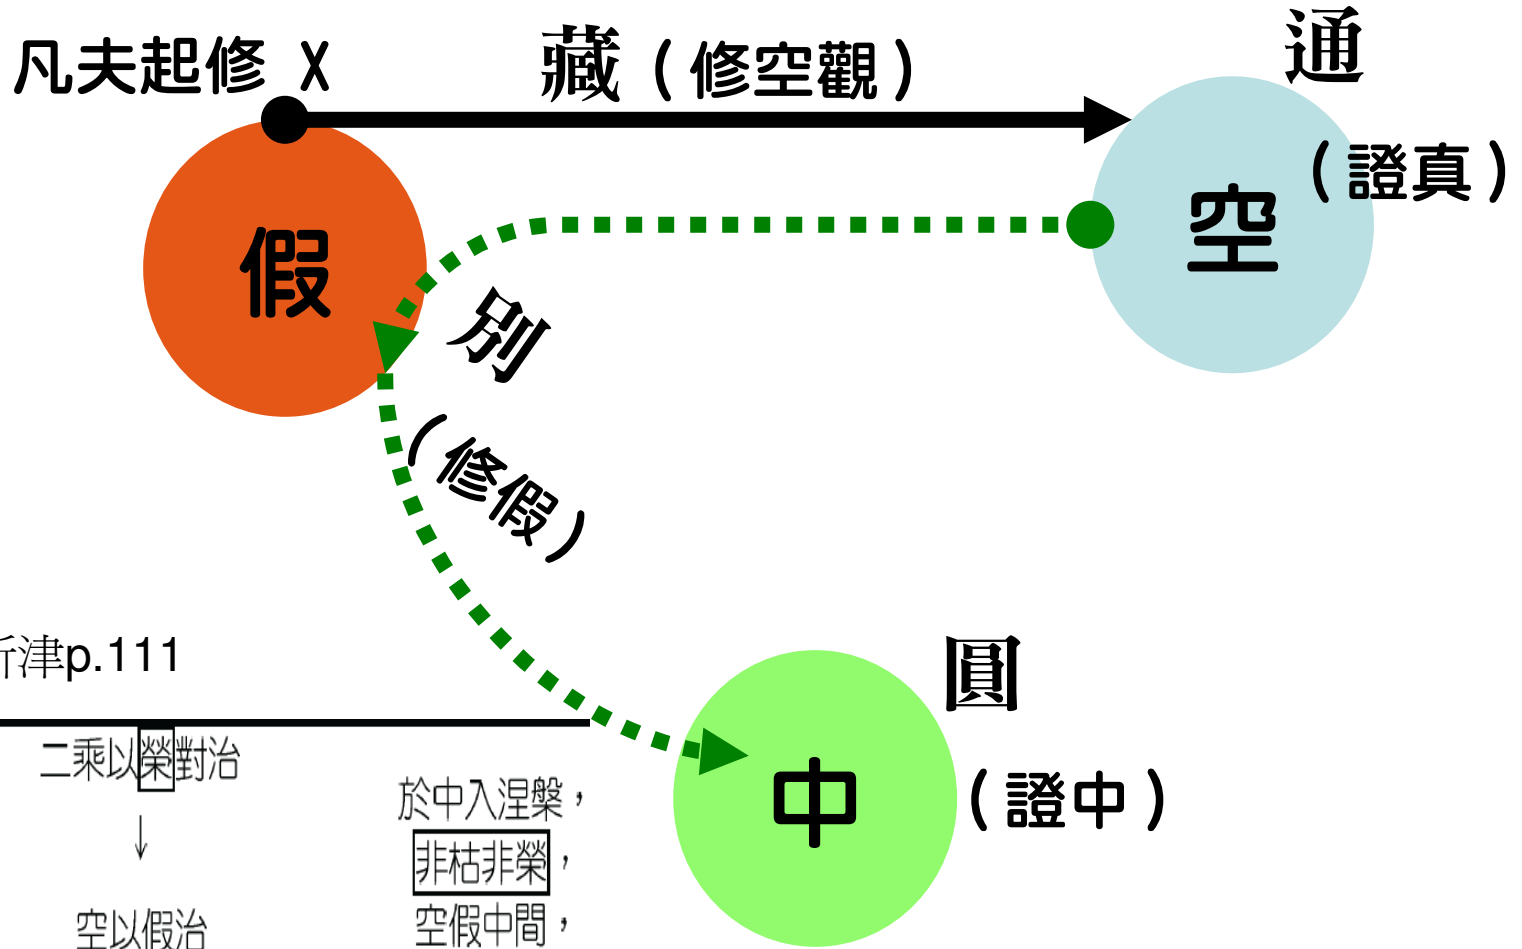 凡夫起修 X
藏（修空觀）
通
（證真）
假
空
別
（修假）
津p.111
圓
中
（證中）
二乘以榮對治
↓
空以假治
於中入涅槃，
非枯非榮，
空假中間，